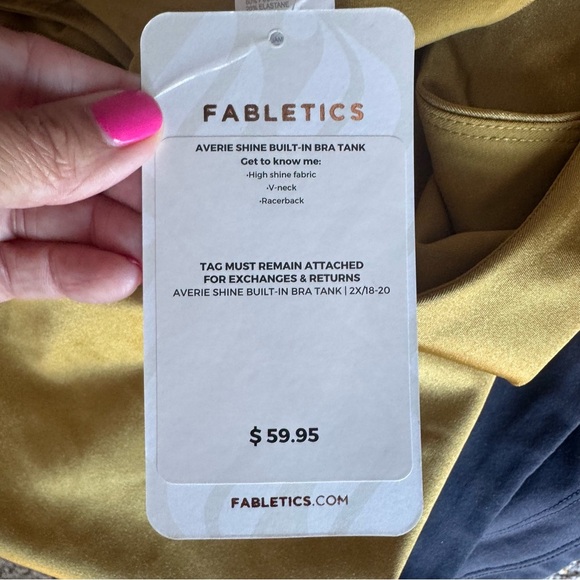 ELASTANE
FABLETICS
AVERIE SHINE BUILT-IN BRA TANK
Get to know me:
•High shine fabric
•V-neck
•Racerback
TAG MUST REMAIN ATTACHED
FOR EXCHANGES & RETURNS
AVERIE SHINE BUILT-IN BRA TANK | 2X/18-20
$ 59.95
FABLETICS.COM